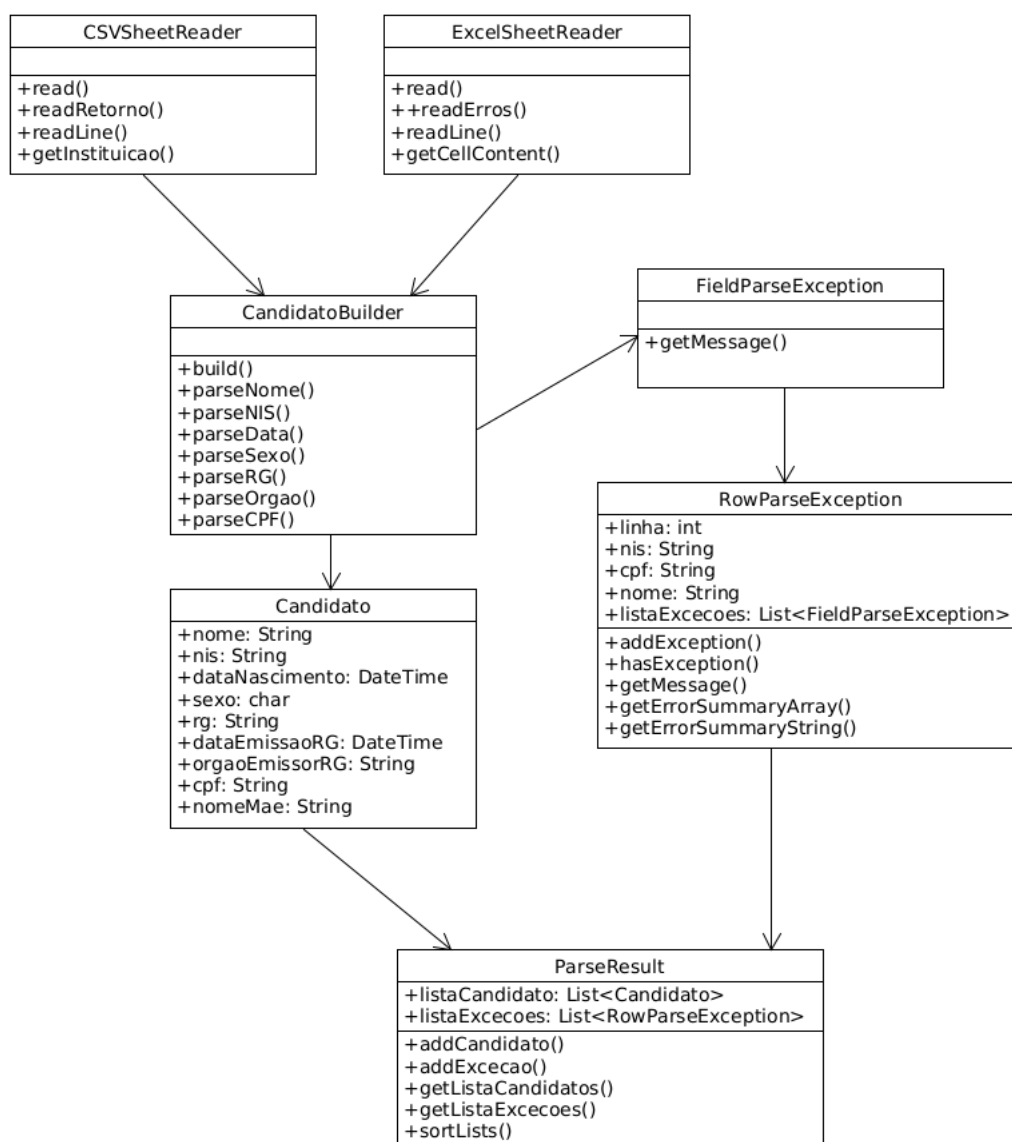 CSVSheetReader
+read()
+readRetorno()
+readLine()
+getInstituicao()
ExcelSheetReader
+read()
++readErros()
+readLine()
+getCellContent()
CandidatoBuilder
+build()
+parseNome()
+parseNIS()
+parseData()
+parseSexo()
+parseRG()
+parseOrgao()
+parseCPF()
FieldParseException
+getMessage()
RowParseException
+linha: int
+nis: String
+cpf: String
+nome: String
+listaExcecoes: List<FieldParseException>
+addException()
+hasException()
+getMessage()
+getErrorSummaryArray()
+getErrorSummaryString()
Candidato
+nome: String
+nis: String
+dataNascimento: DateTime
+sexo: char
+rg: String
+dataEmissaoRG: DateTime
+orgaoEmissorRG: String
+cpf: String
+nomeMae: String
ParseResult
+listaCandidato: List<Candidato>
+listaExcecoes: List<RowParseException>
+addCandidato()
+addExcecao()
+getListaCandidatos()
+getListaExcecoes()
+sortLists()